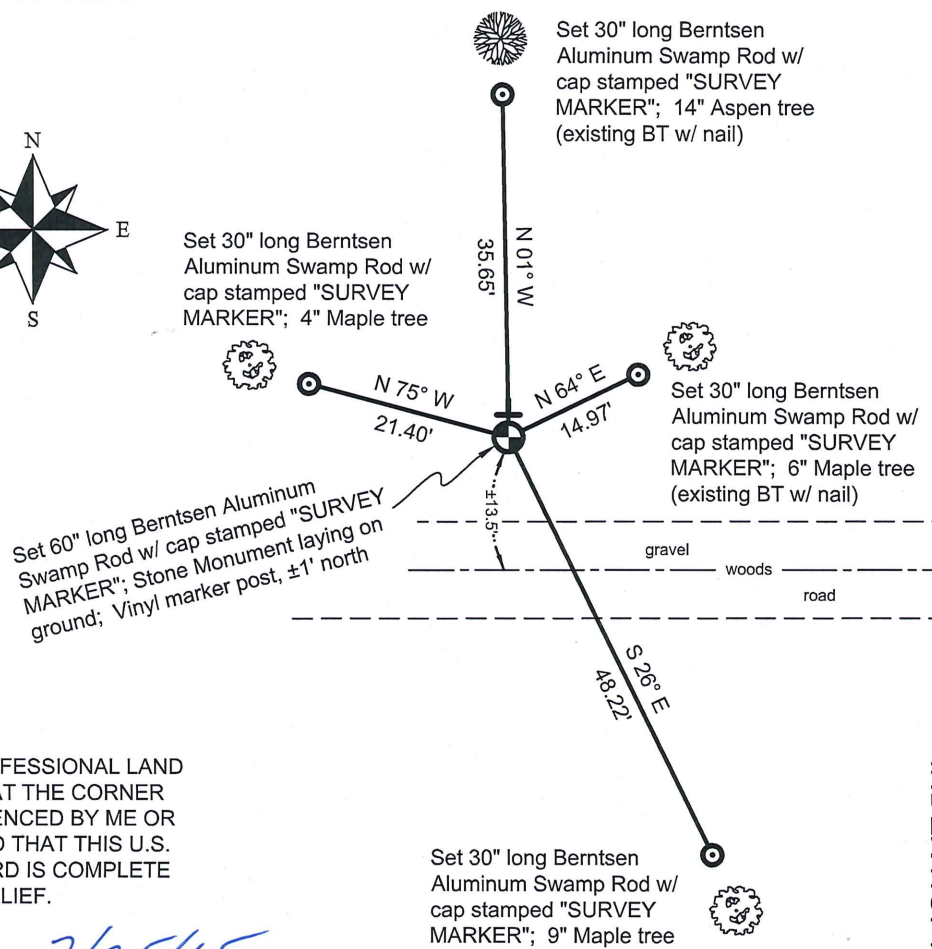 Set 30" long Berntsen
Aluminum Swamp Rod w/
cap stamped "SURVEY
MARKER"; 14" Aspen tree
(existing BT w/ nail)
N
E
S
Set 30" long Berntsen
Aluminum Swamp Rod w/
cap stamped "SURVEY
MARKER"; 4" Maple tree
N 01° W
35.65'
N 75° W
21.40'
N 64° E
14.97'
Set 30" long Berntsen
Aluminum Swamp Rod w/
cap stamped "SURVEY
MARKER"; 6" Maple tree
(existing BT w/ nail)
Set 60" long Berntsen Aluminum
Swamp Rod w/ cap stamped "SURVEY
MARKER"; Stone Monument laying on
ground; Vinyl marker post, ±1' north
±13.5'
gravel
woods
road
S 26° E
48.22'
FESSIONAL LAND
AT THE CORNER
ENCED BY ME OR
D THAT THIS U.S.
RD IS COMPLETE
LIEF.
Set 30" long Berntsen
Aluminum Swamp Rod w/
cap stamped "SURVEY
MARKER"; 9" Maple tree